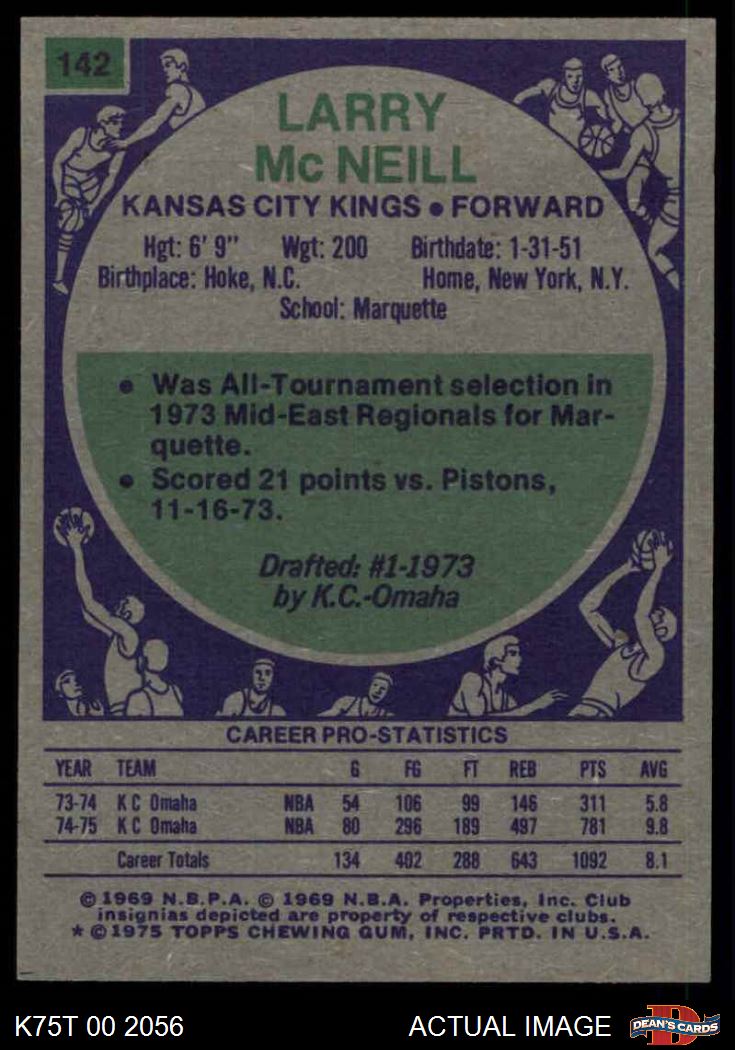 142
LARRY
Mc NEILL
KANSAS CITY KINGS • FORWARD
Hgt: 6' 9" Wgt: 200 Birthdate: 1-31-51
Birthplace: Hoke, N.C. Home, New York, N.Y.
School: Marquette
• Was All-Tournament selection in
1973 Mid-East Regionals for Mar-
quette.
• Scored 21 points vs. Pistons,
11-16-73.
Drafted: #1-1973
by K.C.-Omaha
CAREER PRO-STATISTICS
YEAR TEAM G FG FT REB PTS AVG
73-74 K C Omaha NBA 54 106 99 146 311 5.8
74-75 K C Omaha NBA 80 296 189 497 781 9.8
Career Totals 134 402 288 643 1092 8.1
© 1969 N.B.P.A. © 1969 N.B.A. Properties, Inc. Club
insignias depicted are property of respective clubs.
* © 1975 TOPPS CHEWING GUM, INC. PRTD. IN U.S.A.
K75T 00 2056 ACTUAL IMAGE DEAN'S CARDS